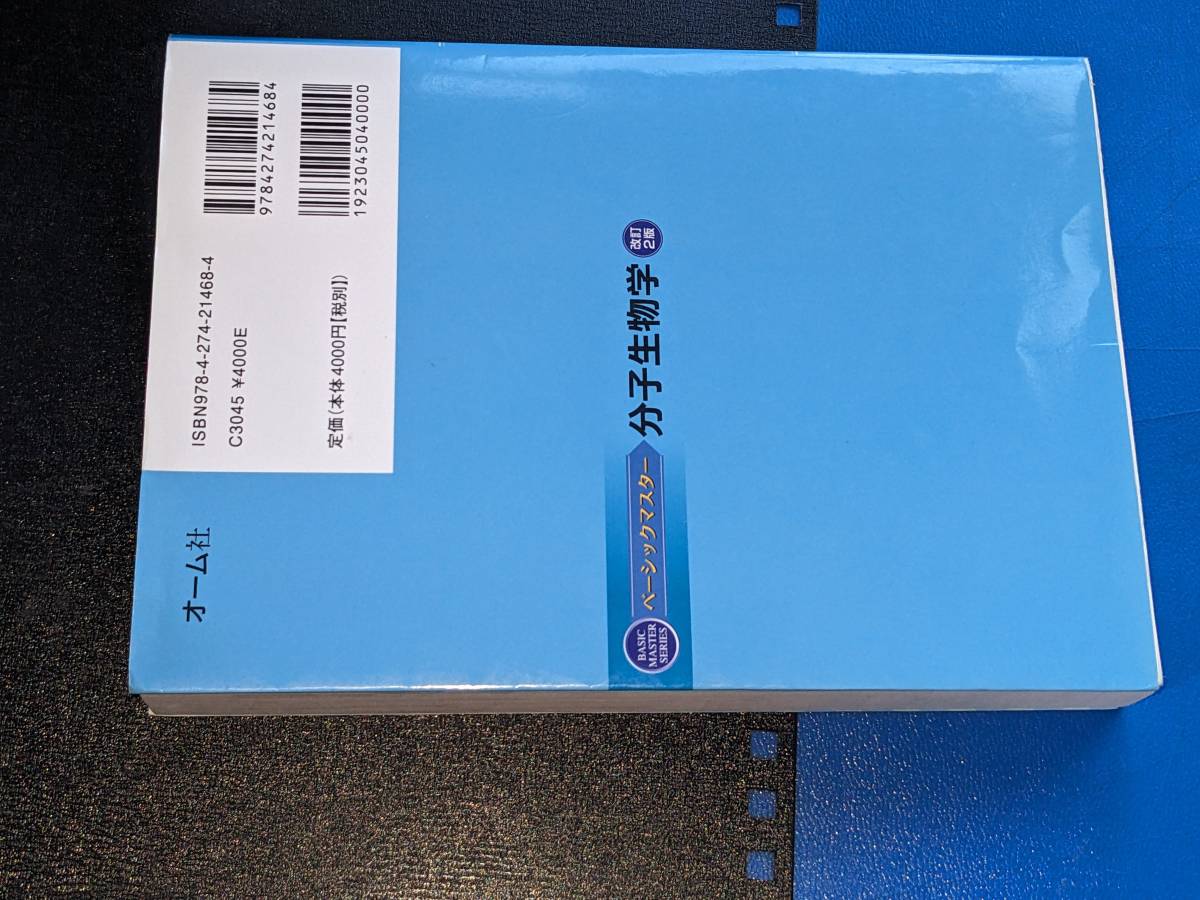 9784274214684
1923045040000
ISBN978-4-274-21468-4
C3045 ¥4000E
定価(本体4000円【税別】)
オーム社
BASIC
MASTER
SERIES
ベーシックマスター
分子生物学
改訂
2版